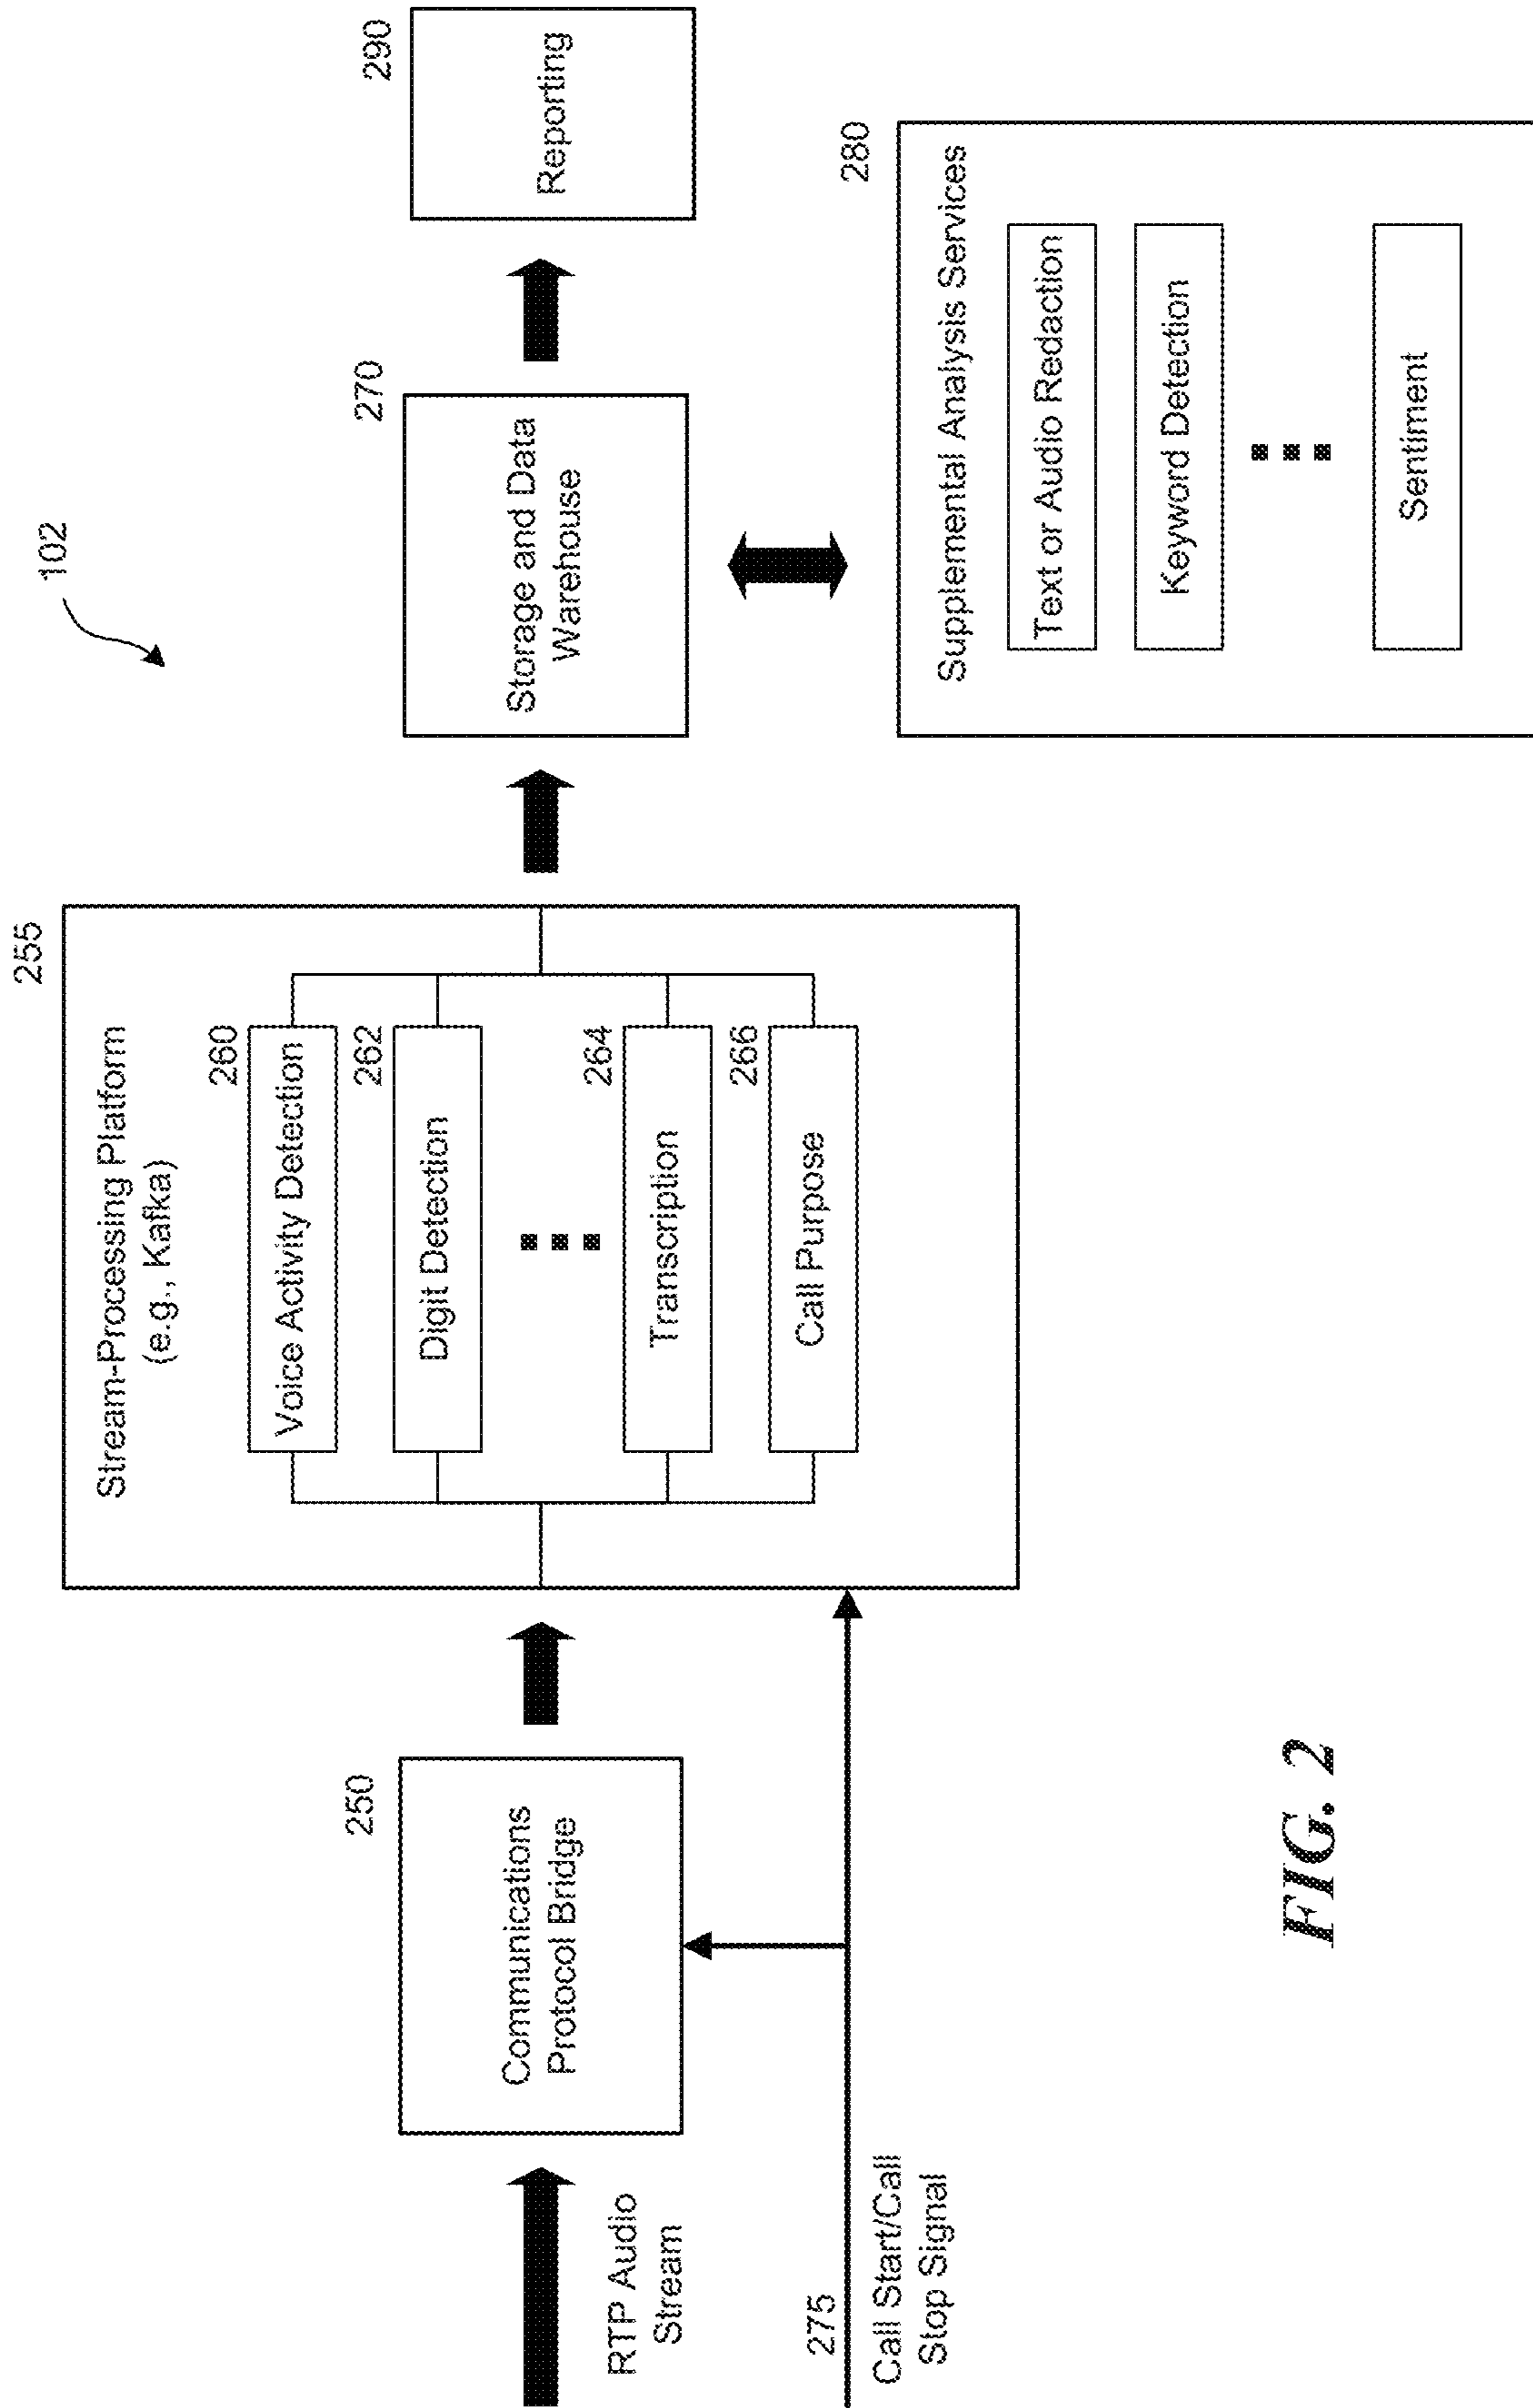 102
RTP Audio
Stream
275
Call Start/Call
Stop Signal
250
Communications
Protocol Bridge
255
Stream-Processing Platform
(e.g., Kafka)
260
Voice Activity Detection
262
Digit Detection
264
Transcription
266
Call Purpose
270
Storage and Data
Warehouse
290
Reporting
280
Supplemental Analysis Services
Text or Audio Redaction
Keyword Detection
Sentiment
FIG. 2